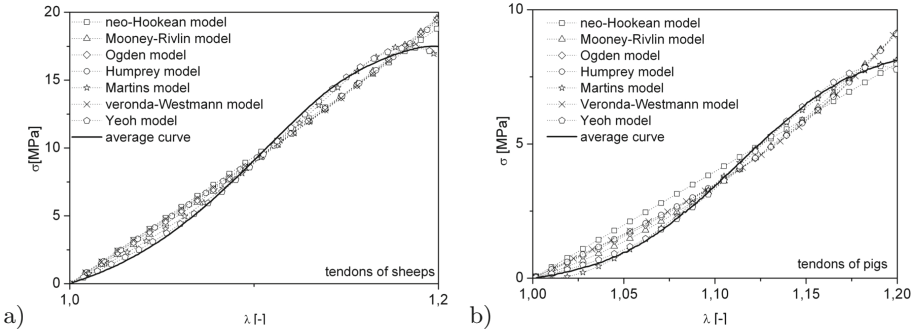 20
15
10
5
0
σ[MPa]
neo-Hookean model
Mooney-Rivlin model
Ogden model
Humprey model
Martins model
veronda-Westmann model
Yeoh model
average curve
tendons of sheeps
1,0
1,2
λ [-]
a)
10
5
0
σ [MPa]
neo-Hookean model
Mooney-Rivlin model
Ogden model
Humprey model
Martins model
Veronda-Westmann model
Yeoh model
average curve
tendons of pigs
1,00
1,05
1,10
1,15
1,20
λ [-]
b)